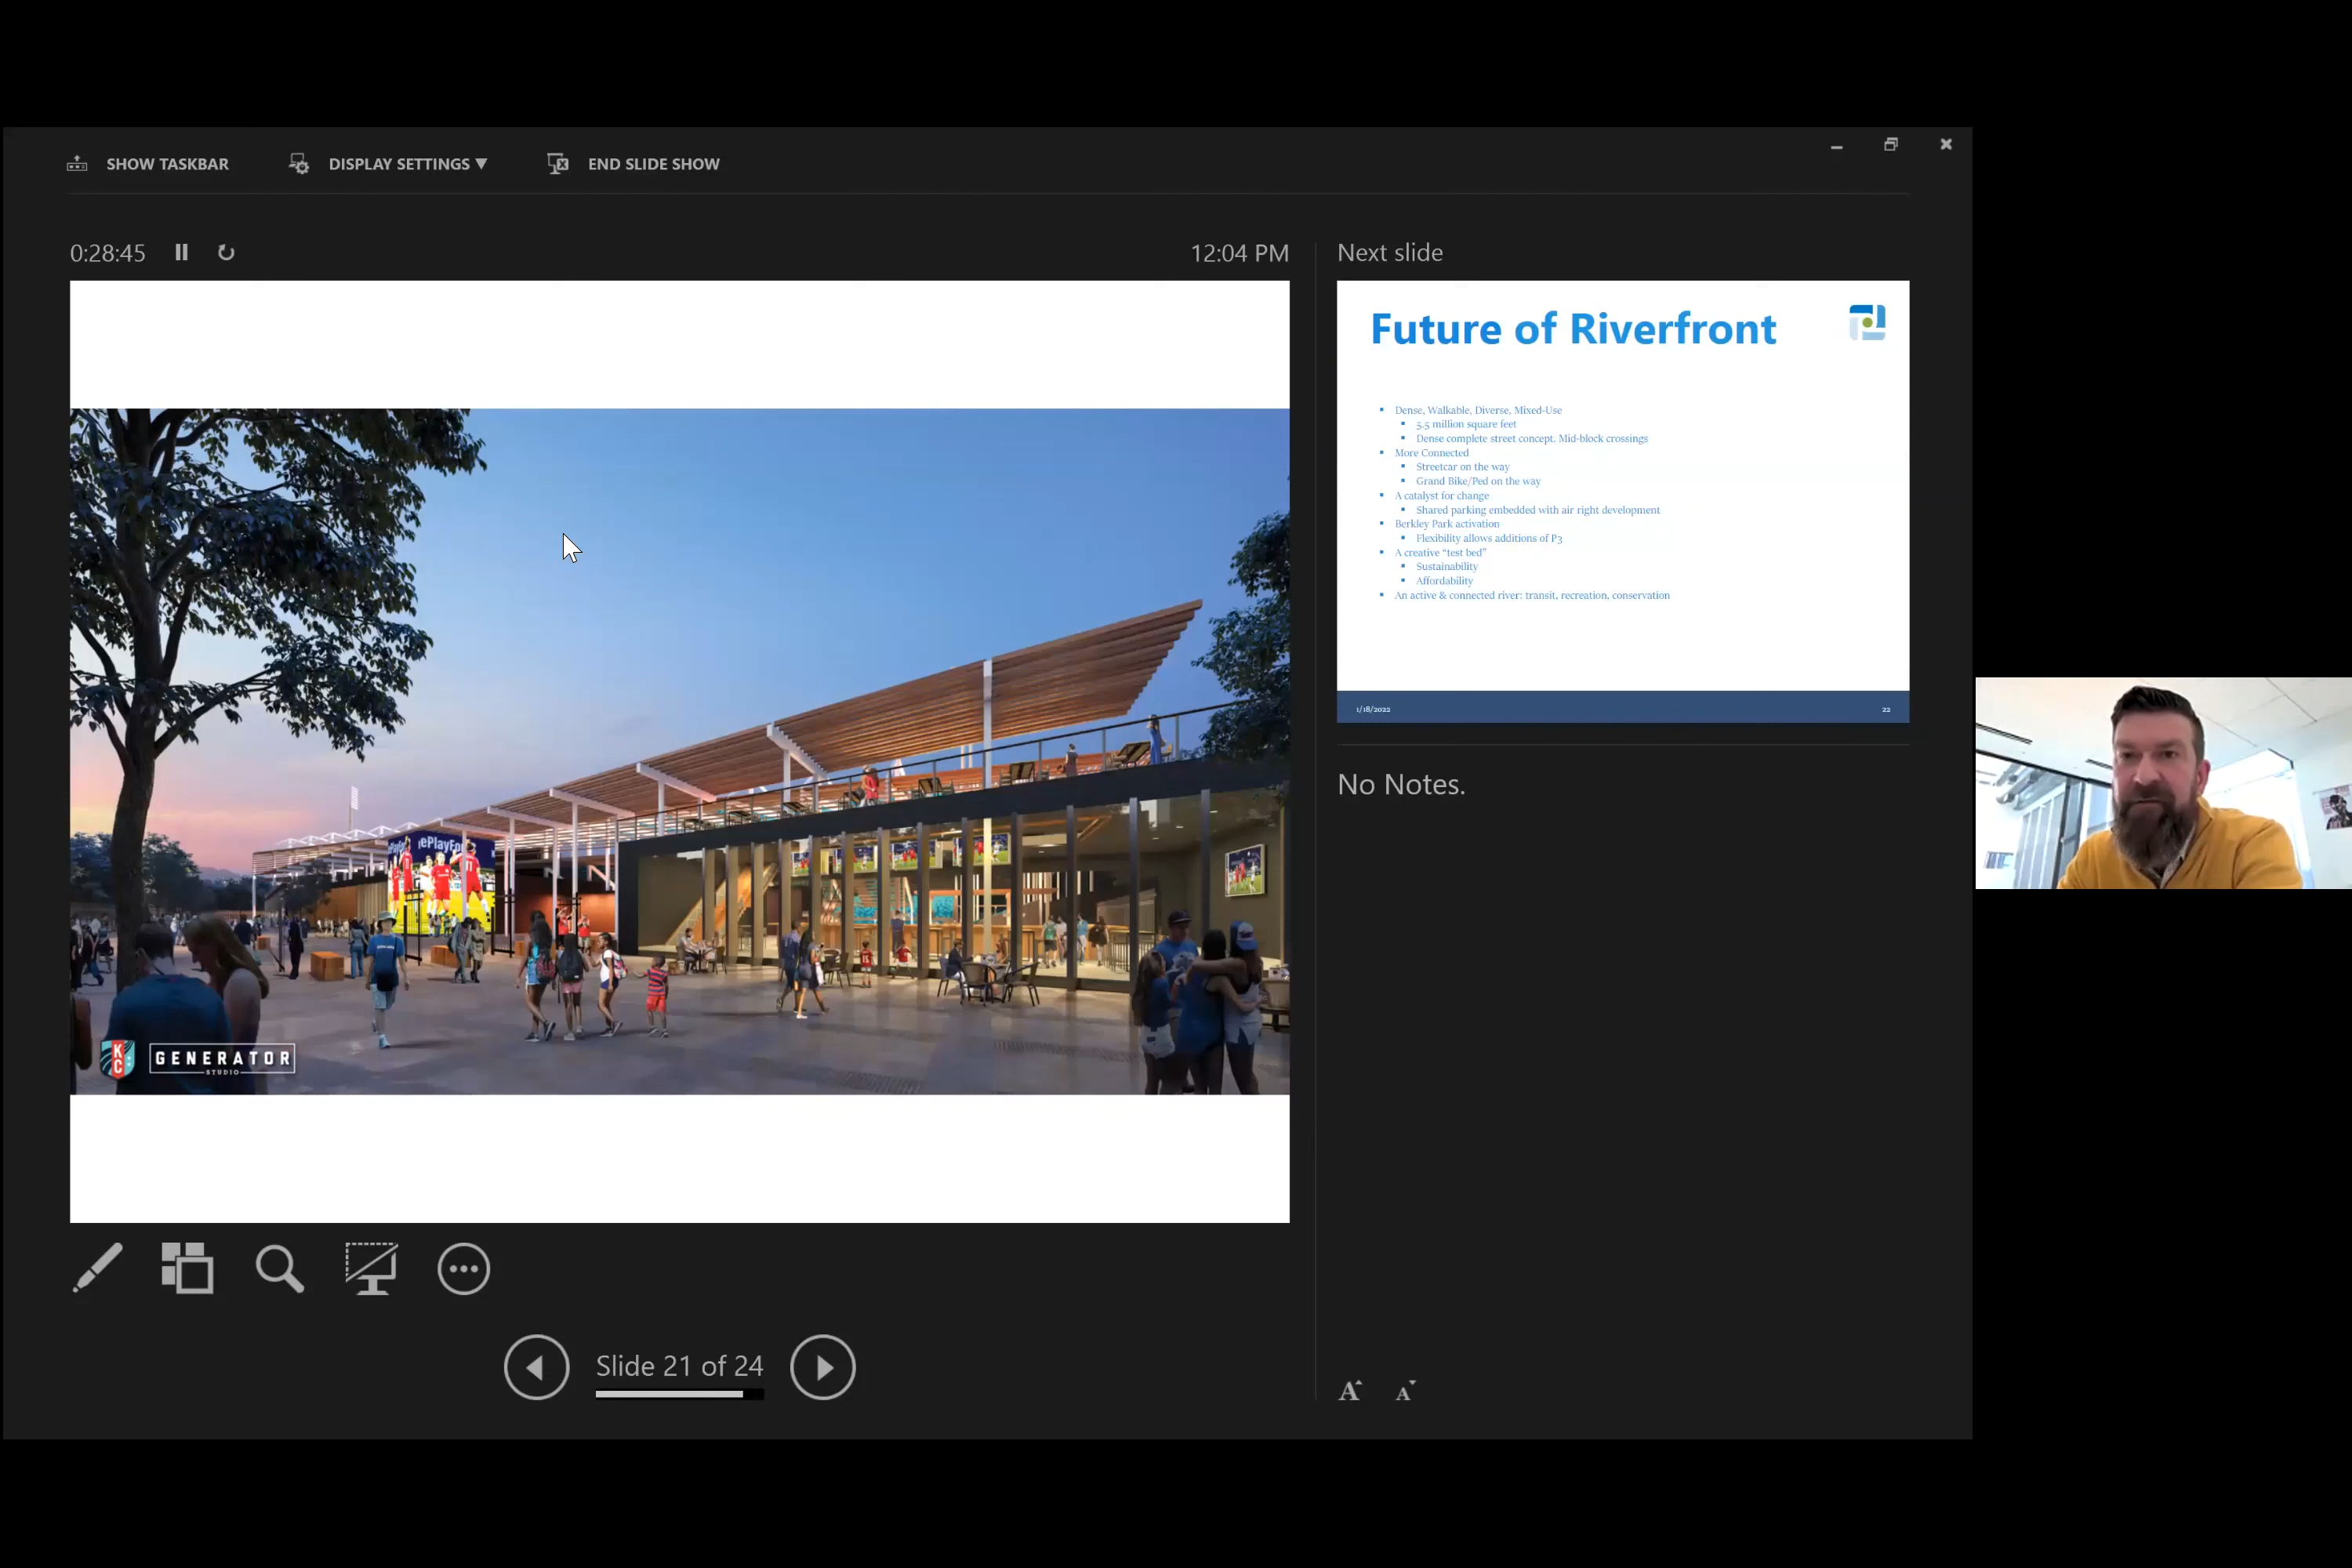 SHOW TASKBAR
DISPLAY SETTINGS ▼
END SLIDE SHOW
0:28:45
12:04 PM
ePlayFor
KC
GENERATOR
STUDIO
Slide 21 of 24
Next slide
Future of Riverfront
▪ Dense, Walkable, Diverse, Mixed-Use
▪ 5.5 million square feet
▪ Dense complete street concept. Mid-block crossings
▪ More Connected
▪ Streetcar on the way
▪ Grand Bike/Ped on the way
▪ A catalyst for change
▪ Shared parking embedded with air right development
▪ Berkley Park activation
▪ Flexibility allows additions of P3
▪ A creative “test bed”
▪ Sustainability
▪ Affordability
▪ An active & connected river: transit, recreation, conservation
1/18/2022
22
No Notes.
A A